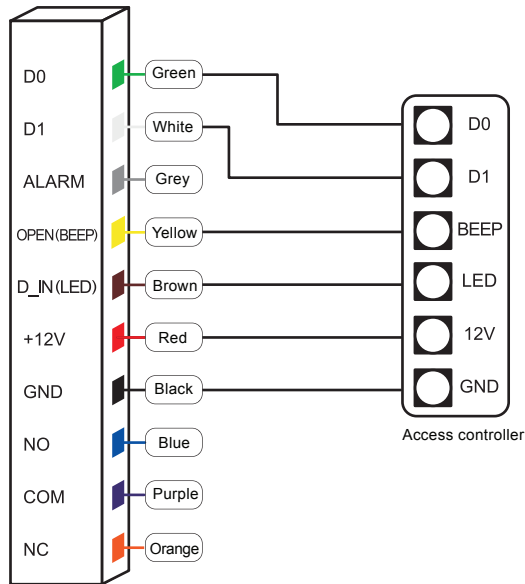 D0 Green
D1 White
ALARM Grey
OPEN(BEEP) Yellow
D_IN(LED) Brown
+12V Red
GND Black
NO Blue
COM Purple
NC Orange
D0
D1
BEEP
LED
12V
GND
Access controller